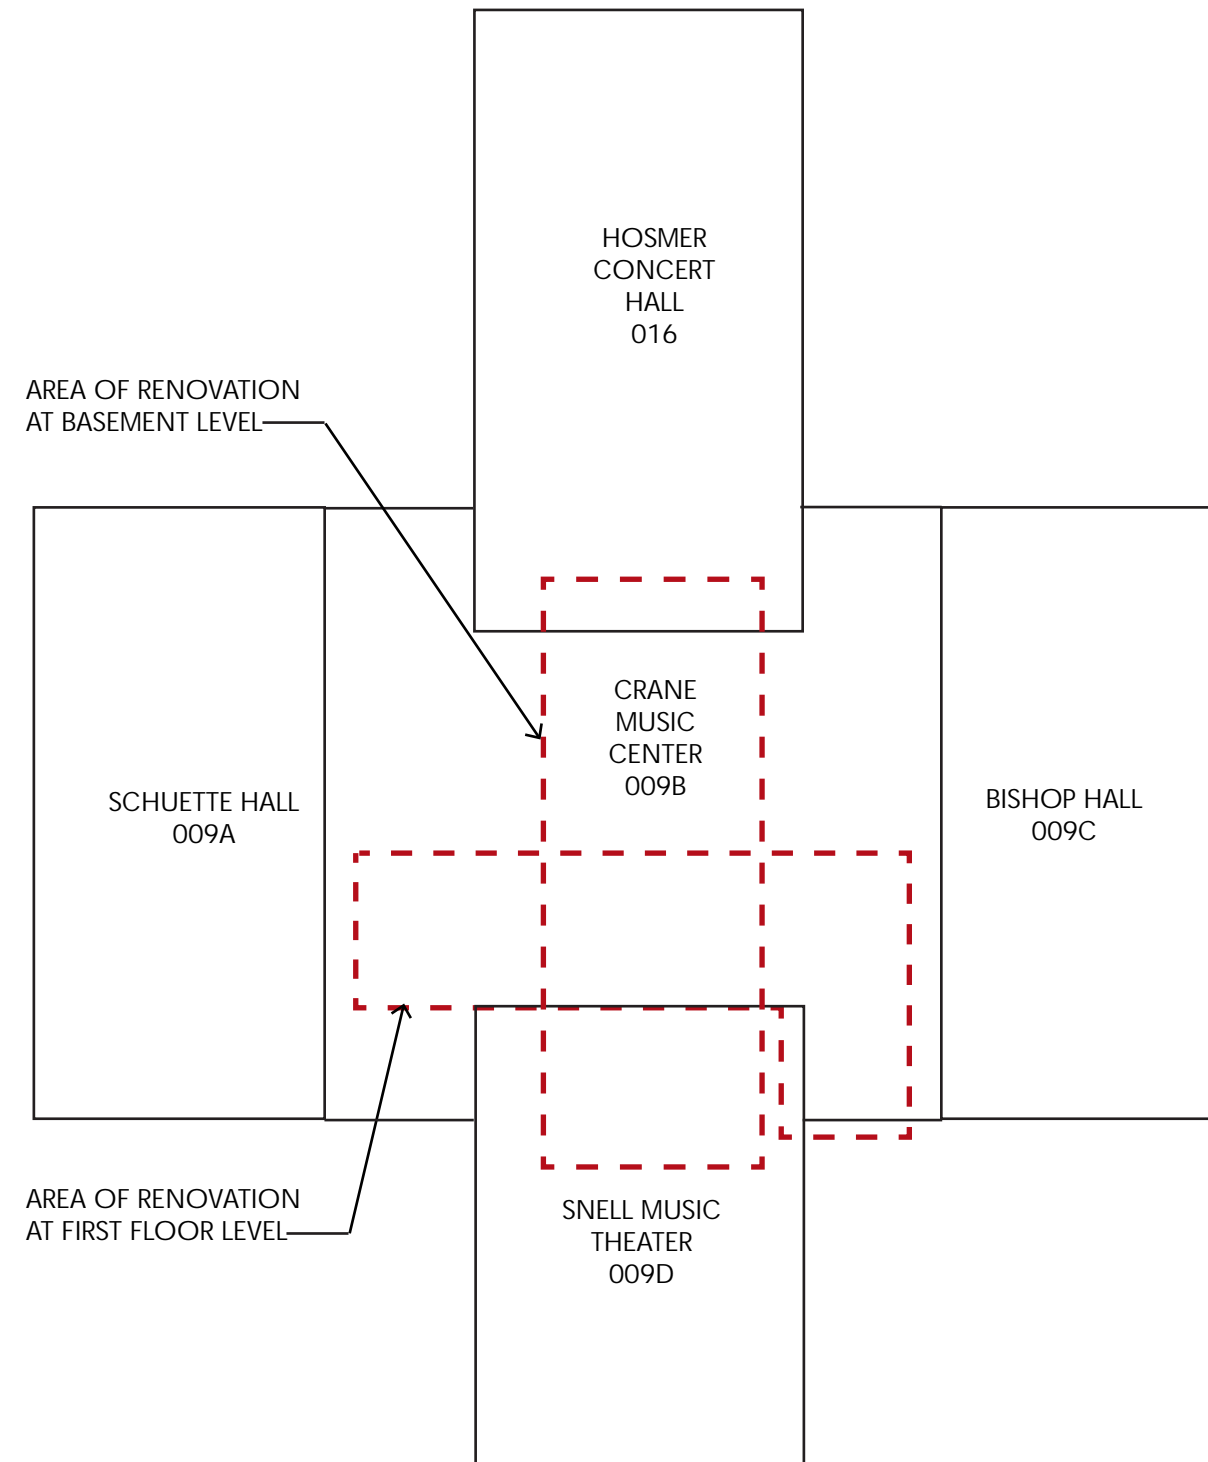 HOSMER
CONCERT
HALL
016
AREA OF RENOVATION
AT BASEMENT LEVEL
CRANE
MUSIC
CENTER
009B
SCHUETTE HALL
009A
BISHOP HALL
009C
AREA OF RENOVATION
AT FIRST FLOOR LEVEL
SNELL MUSIC
THEATER
009D